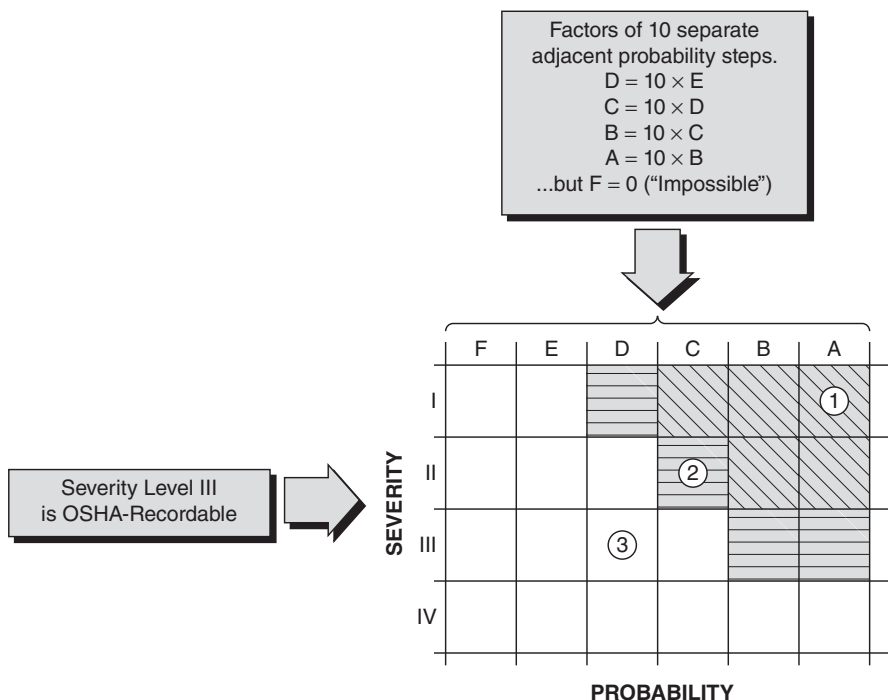 Factors of 10 separate
adjacent probability steps.
D = 10 × E
C = 10 × D
B = 10 × C
A = 10 × B
...but F = 0 ("Impossible")
F E D C B A
I 1
II 2
III 3
IV
SEVERITY
Severity Level III
is OSHA-Recordable
PROBABILITY